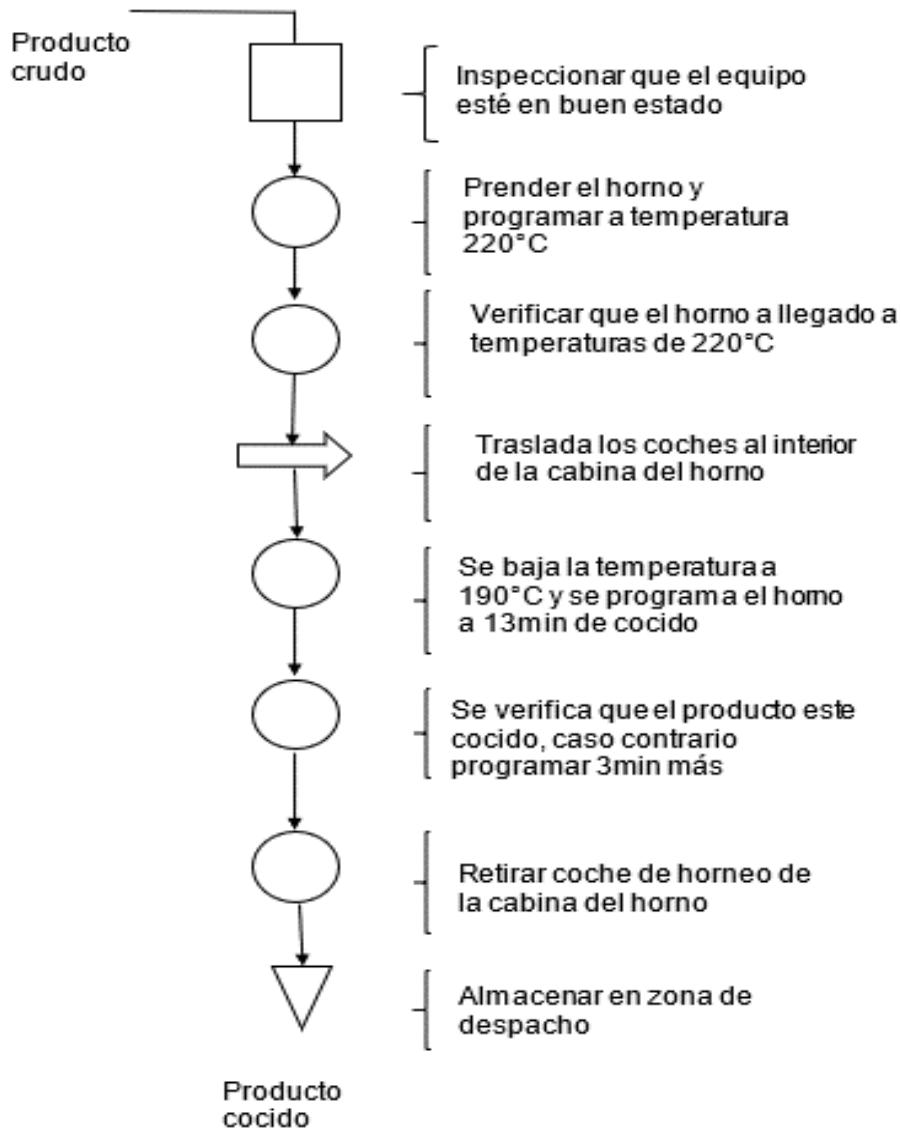 Producto
crudo
Inspeccionar que el equipo
esté en buen estado
Prender el horno y
programar a temperatura
220°C
Verificar que el horno a llegado a
temperaturas de 220°C
Traslada los coches al interior
de la cabina del horno
Se baja la temperatura a
190°C y se programa el horno
a 13min de cocido
Se verifica que el producto este
cocido, caso contrario
programar 3min más
Retirar coche de horneo de
la cabina del horno
Almacenar en zona de
despacho
Producto
cocido